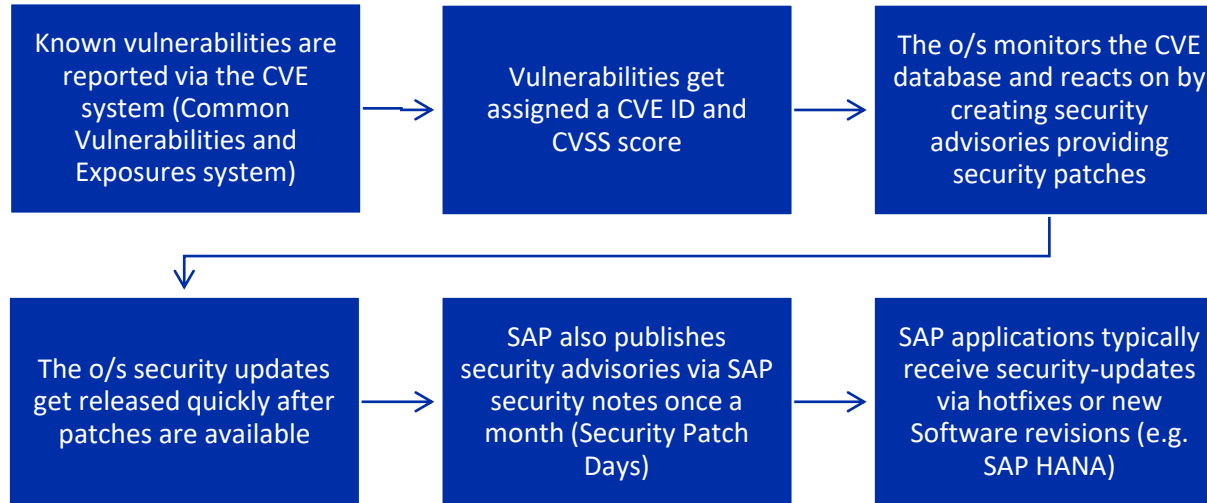 Known vulnerabilities are
reported via the CVE
system (Common
Vulnerabilities and
Exposures system)
Vulnerabilities get
assigned a CVE ID and
CVSS score
The o/s monitors the CVE
database and reacts on by
creating security
advisories providing
security patches
The o/s security updates
get released quickly after
patches are available
SAP also publishes
security advisories via SAP
security notes once a
month (Security Patch
Days)
SAP applications typically
receive security-updates
via hotfixes or new
Software revisions (e.g.
SAP HANA)